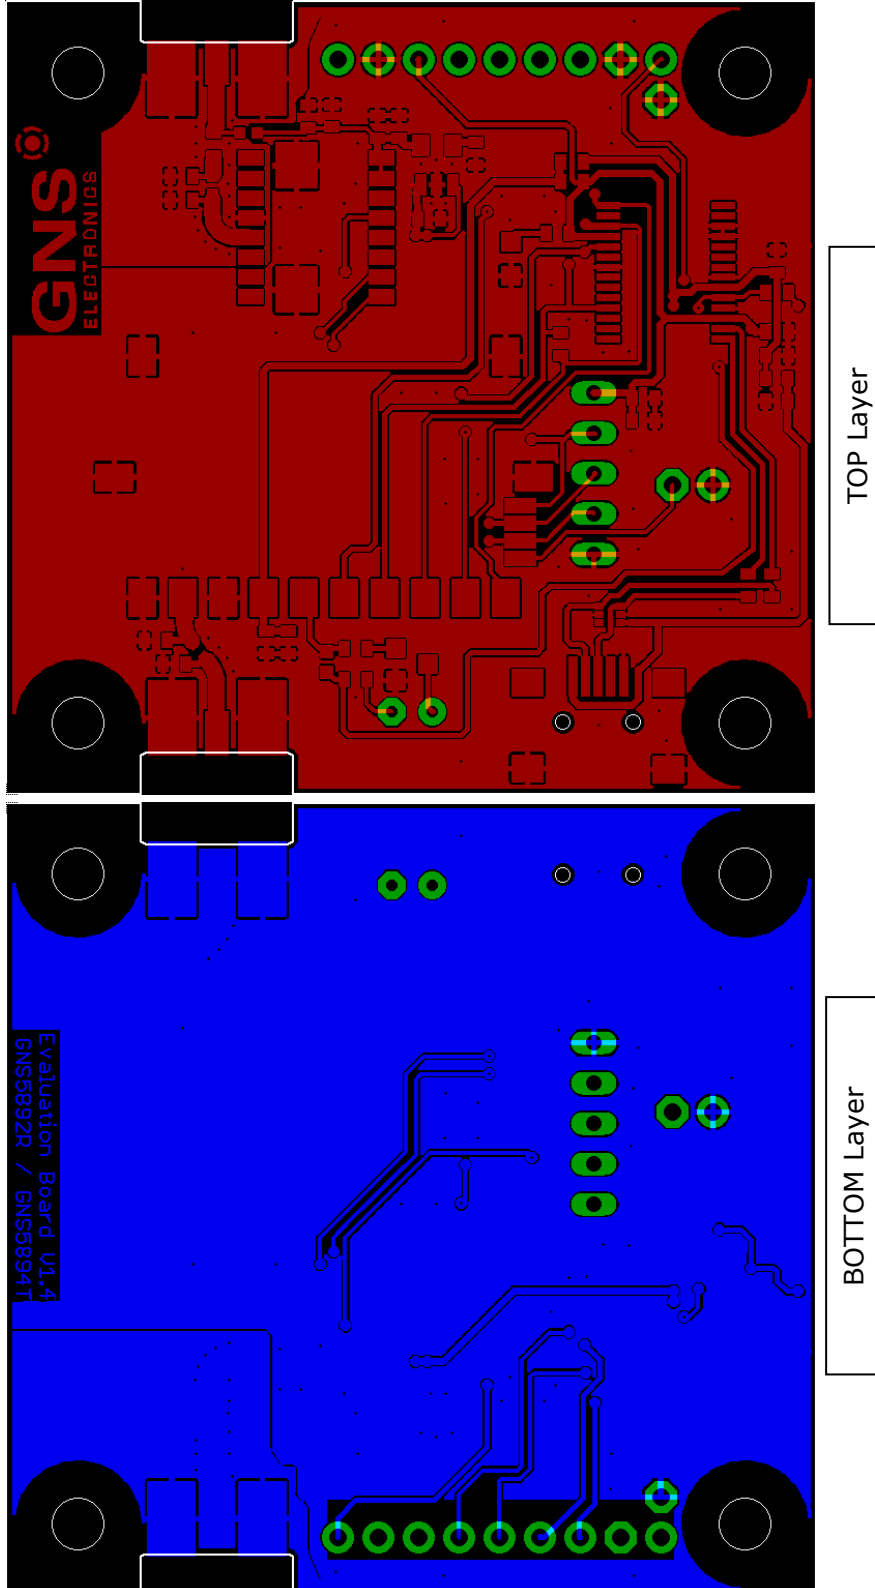 GNS
ELECTRONICS
TOP Layer
Evaluation Board V1.4
GNS5892R / GNS5894T
BOTTOM Layer